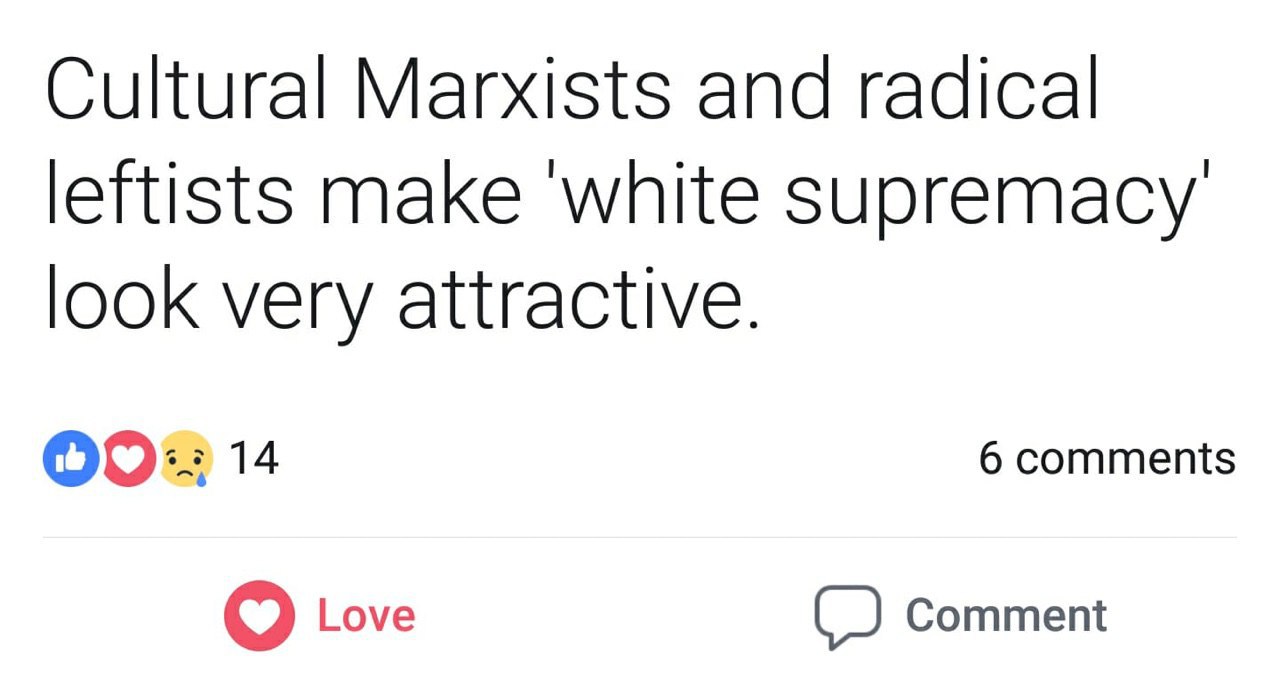 Cultural Marxists and radical
leftists make 'white supremacy'
look very attractive.
14
6 comments
Love
Comment